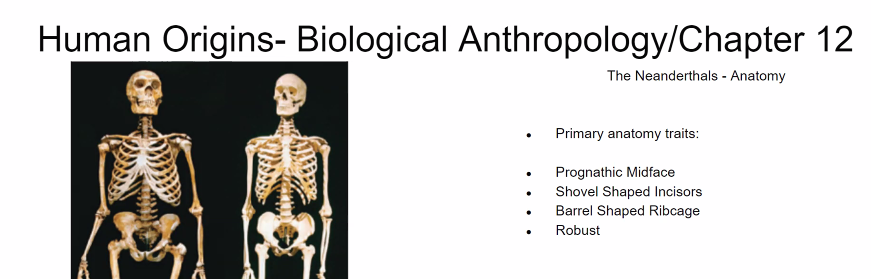 Human Origins- Biological Anthropology/Chapter 12
The Neanderthals - Anatomy
• Primary anatomy traits:
• Prognathic Midface
• Shovel Shaped Incisors
• Barrel Shaped Ribcage
• Robust